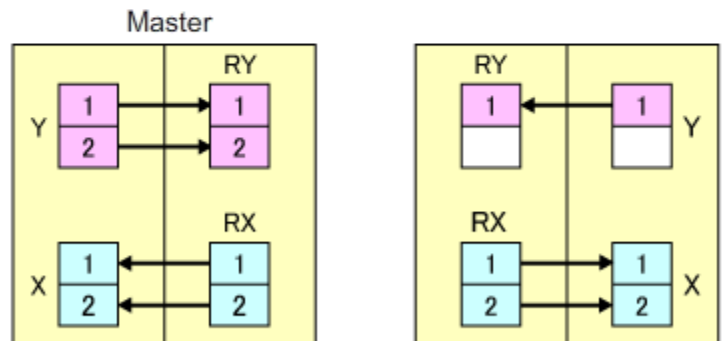 Master
RY RY
1 1 1 1
Y Y
2 2
RX RX
1 1 1 1
X X
2 2 2 2